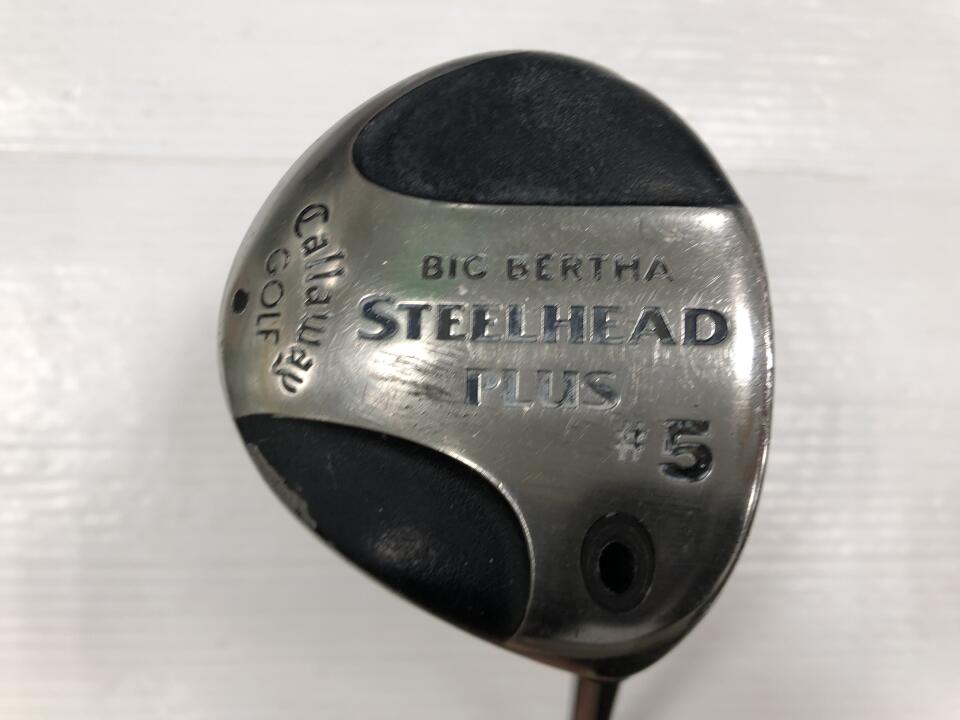 BIG BERTHA
STEELHEAD
PLUS
# 5
Callaway
GOLF